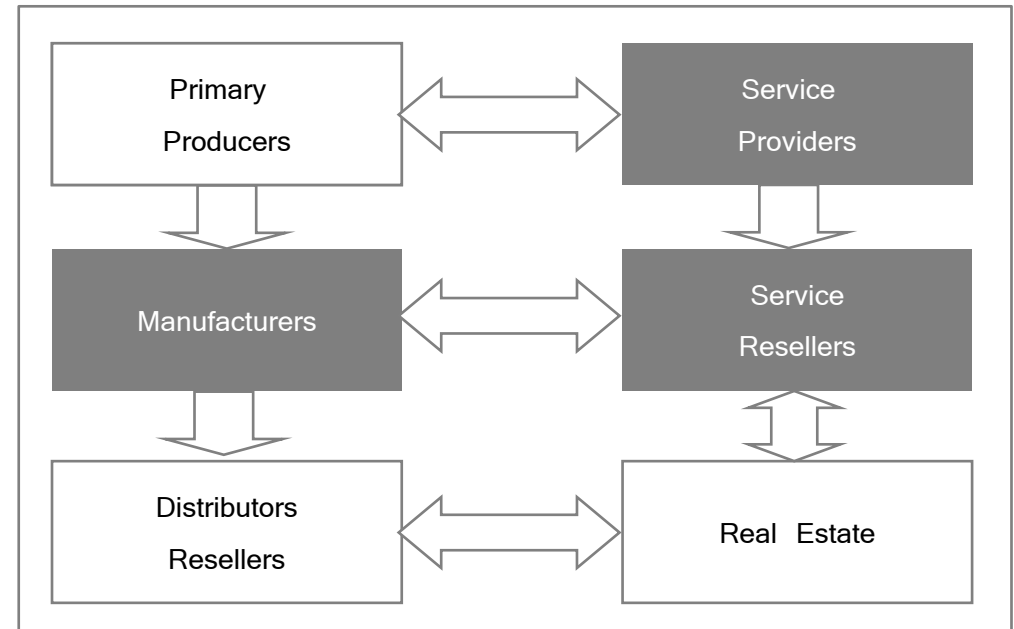 Primary
Producers
Service
Providers
Manufacturers
Service
Resellers
Distributors
Resellers
Real Estate